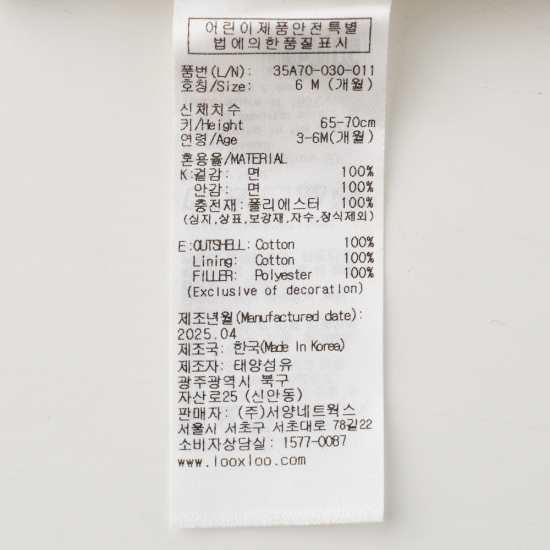 어린이제품안전특별
법에의한품질표시
품번(L/N): 35A70-030-011
호칭/Size: 6 M (개월)
신체치수
키/Height 65-70cm
연령/Age 3-6M(개월)
혼용율/MATERIAL
K:겉감: 면 100%
안감: 면 100%
충전재:폴리에스터 100%
(심지,상표,보강재,자수,장식제외)
E:OUTSHELL:Cotton 100%
Lining: Cotton 100%
FILLER: Polyester 100%
(Exclusive of decoration)
제조년월(Manufactured date):
2025.04
제조국: 한국(Made In Korea)
제조자: 태양섬유
광주광역시 북구
자산로25 (신안동)
판매자: (주)서양네트웍스
서울시 서초구 서초대로 78길22
소비자상담실: 1577-0087
www.looxloo.com